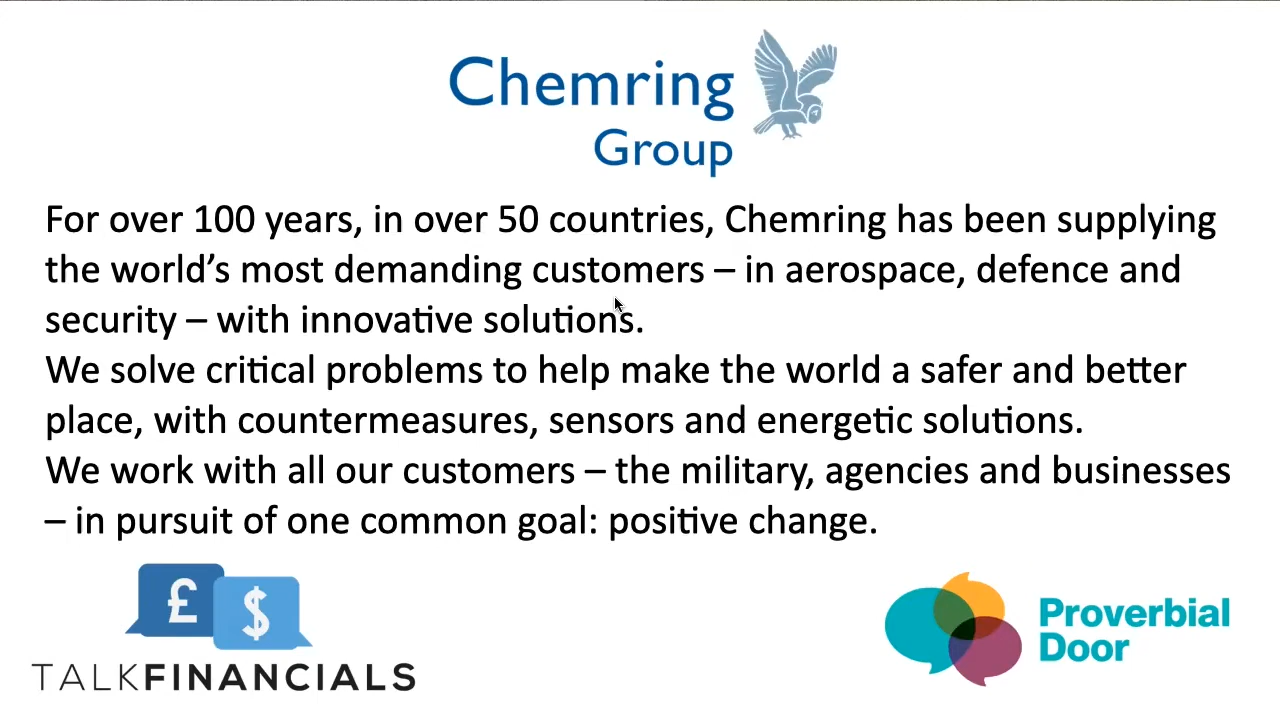 Chemring
Group
For over 100 years, in over 50 countries, Chemring has been supplying
the world’s most demanding customers – in aerospace, defence and
security – with innovative solutions.
We solve critical problems to help make the world a safer and better
place, with countermeasures, sensors and energetic solutions.
We work with all our customers – the military, agencies and businesses
– in pursuit of one common goal: positive change.
£ $
TALKFINANCIALS
Proverbial
Door